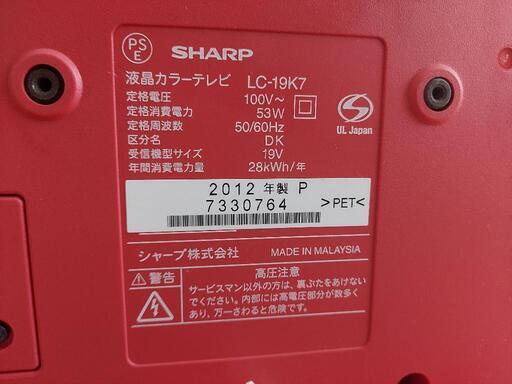 PS
E
SHARP
液晶カラーテレビ LC-19K7
定格電圧 100V～
定格消費電力 53W
定格周波数 50/60Hz
区分名 DK
受信機型サイズ 19V
年間消費電力量 28kWh/年
UL Japan
2012 年製 P
7330764
>PET<
シャープ株式会社 MADE IN MALAYSIA
警告 高圧注意
サービスマン以外の方は、裏ぶたをあけない
でください。内部には高電圧部分が数多く
あり、万一さわると危険です。